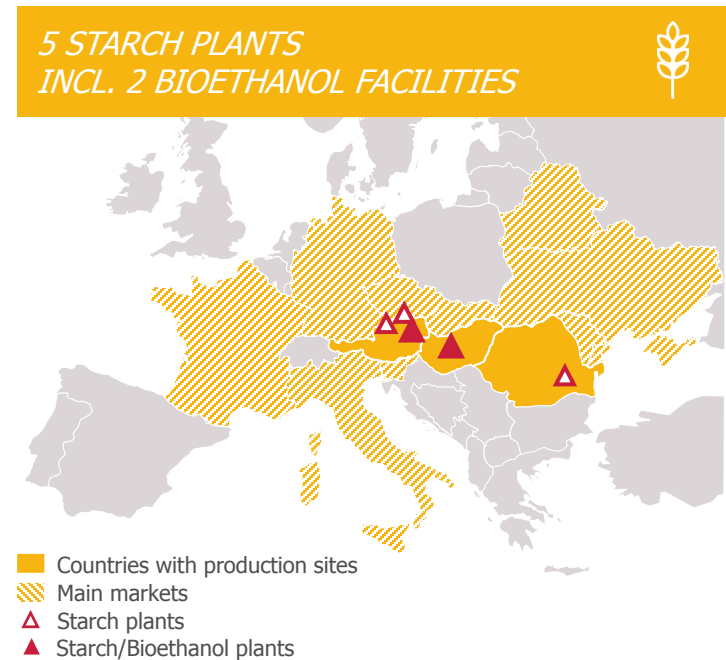 5 STARCH PLANTS
INCL. 2 BIOETHANOL FACILITIES
Countries with production sites
Main markets
Starch plants
Starch/Bioethanol plants